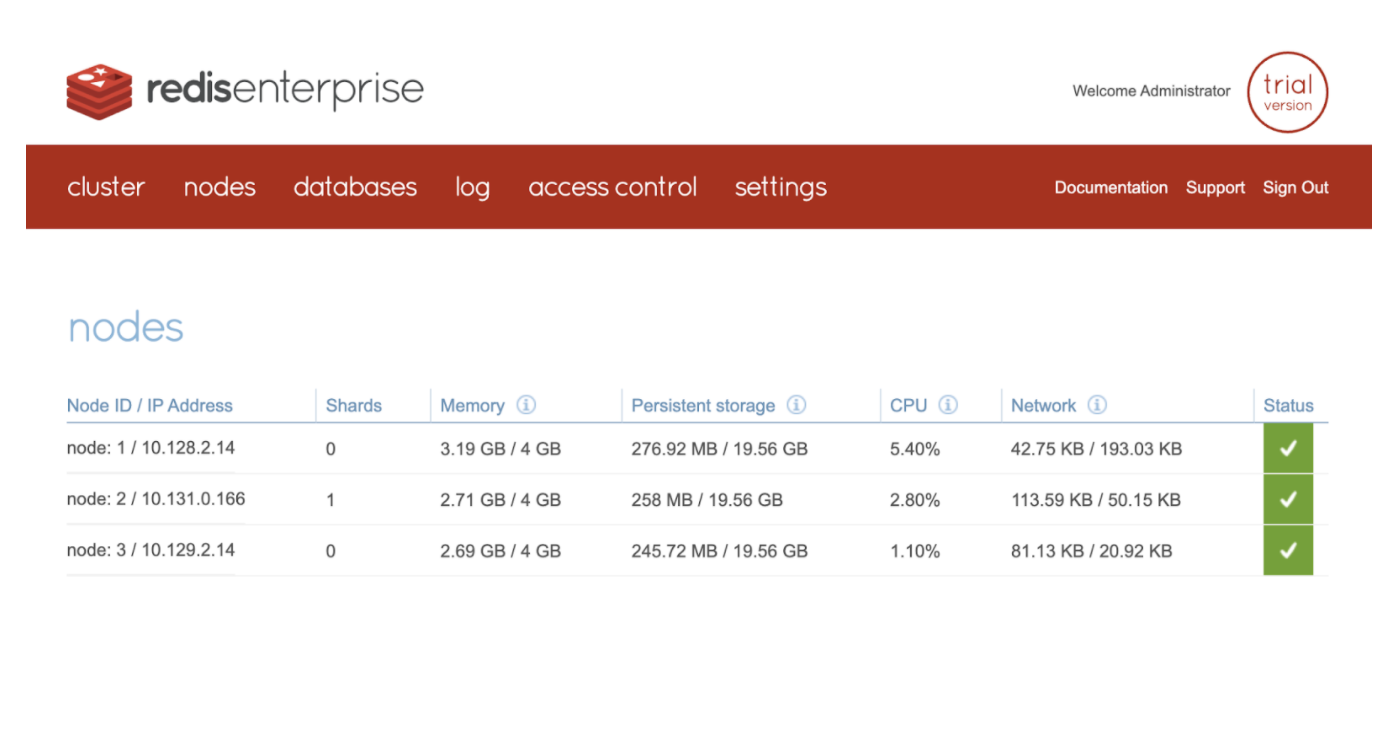 redisenterprise
Welcome Administrator
trial
version
cluster nodes databases log access control settings Documentation Support Sign Out
nodes
Node ID / IP Address Shards Memory i Persistent storage i CPU i Network i Status
node: 1 / 10.128.2.14 0 3.19 GB / 4 GB 276.92 MB / 19.56 GB 5.40% 42.75 KB / 193.03 KB
node: 2 / 10.131.0.166 1 2.71 GB / 4 GB 258 MB / 19.56 GB 2.80% 113.59 KB / 50.15 KB
node: 3 / 10.129.2.14 0 2.69 GB / 4 GB 245.72 MB / 19.56 GB 1.10% 81.13 KB / 20.92 KB